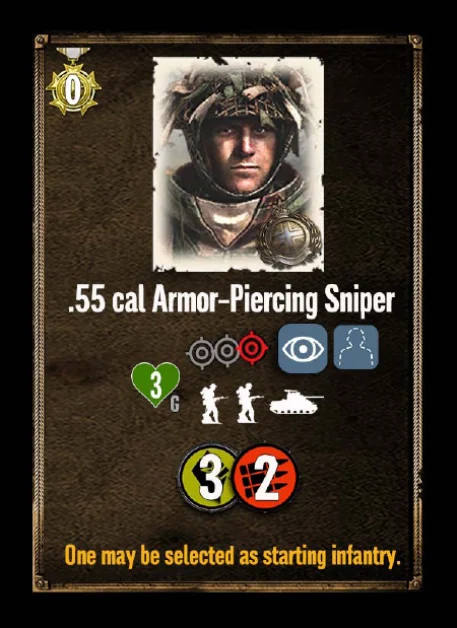 0
.55 cal Armor-Piercing Sniper
3
G
3 2
One may be selected as starting infantry.